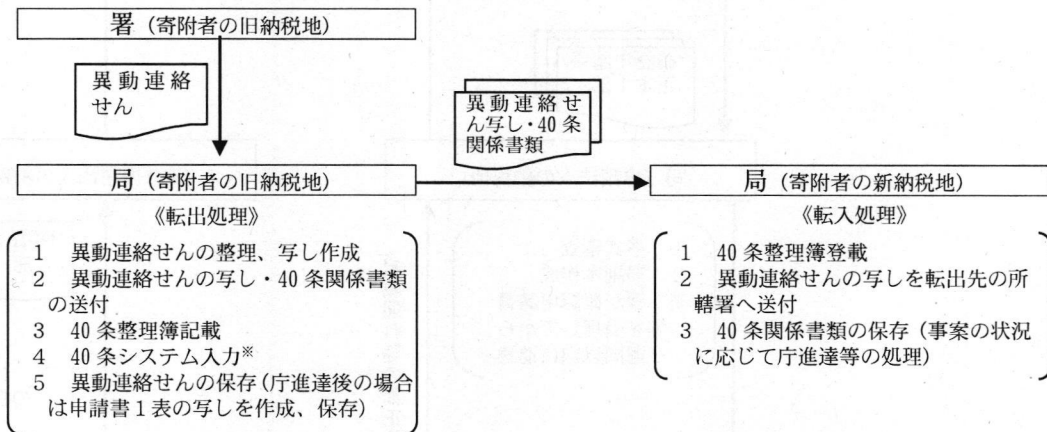 署（寄附者の旧納税地）
異動連絡
せん
異動連絡せ
ん写し・40条
関係書類
局（寄附者の旧納税地）
局（寄附者の新納税地）
《転出処理》
1　異動連絡せんの整理、写し作成
2　異動連絡せんの写し・40条関係書類
の送付
3　40条整理簿記載
4　40条システム入力※
5　異動連絡せんの保存（庁進達後の場合
は申請書1表の写しを作成、保存）
《転入処理》
1　40条整理簿登載
2　異動連絡せんの写しを転出先の所
轄署へ送付
3　40条関係書類の保存（事案の状況
に応じて庁進達等の処理）